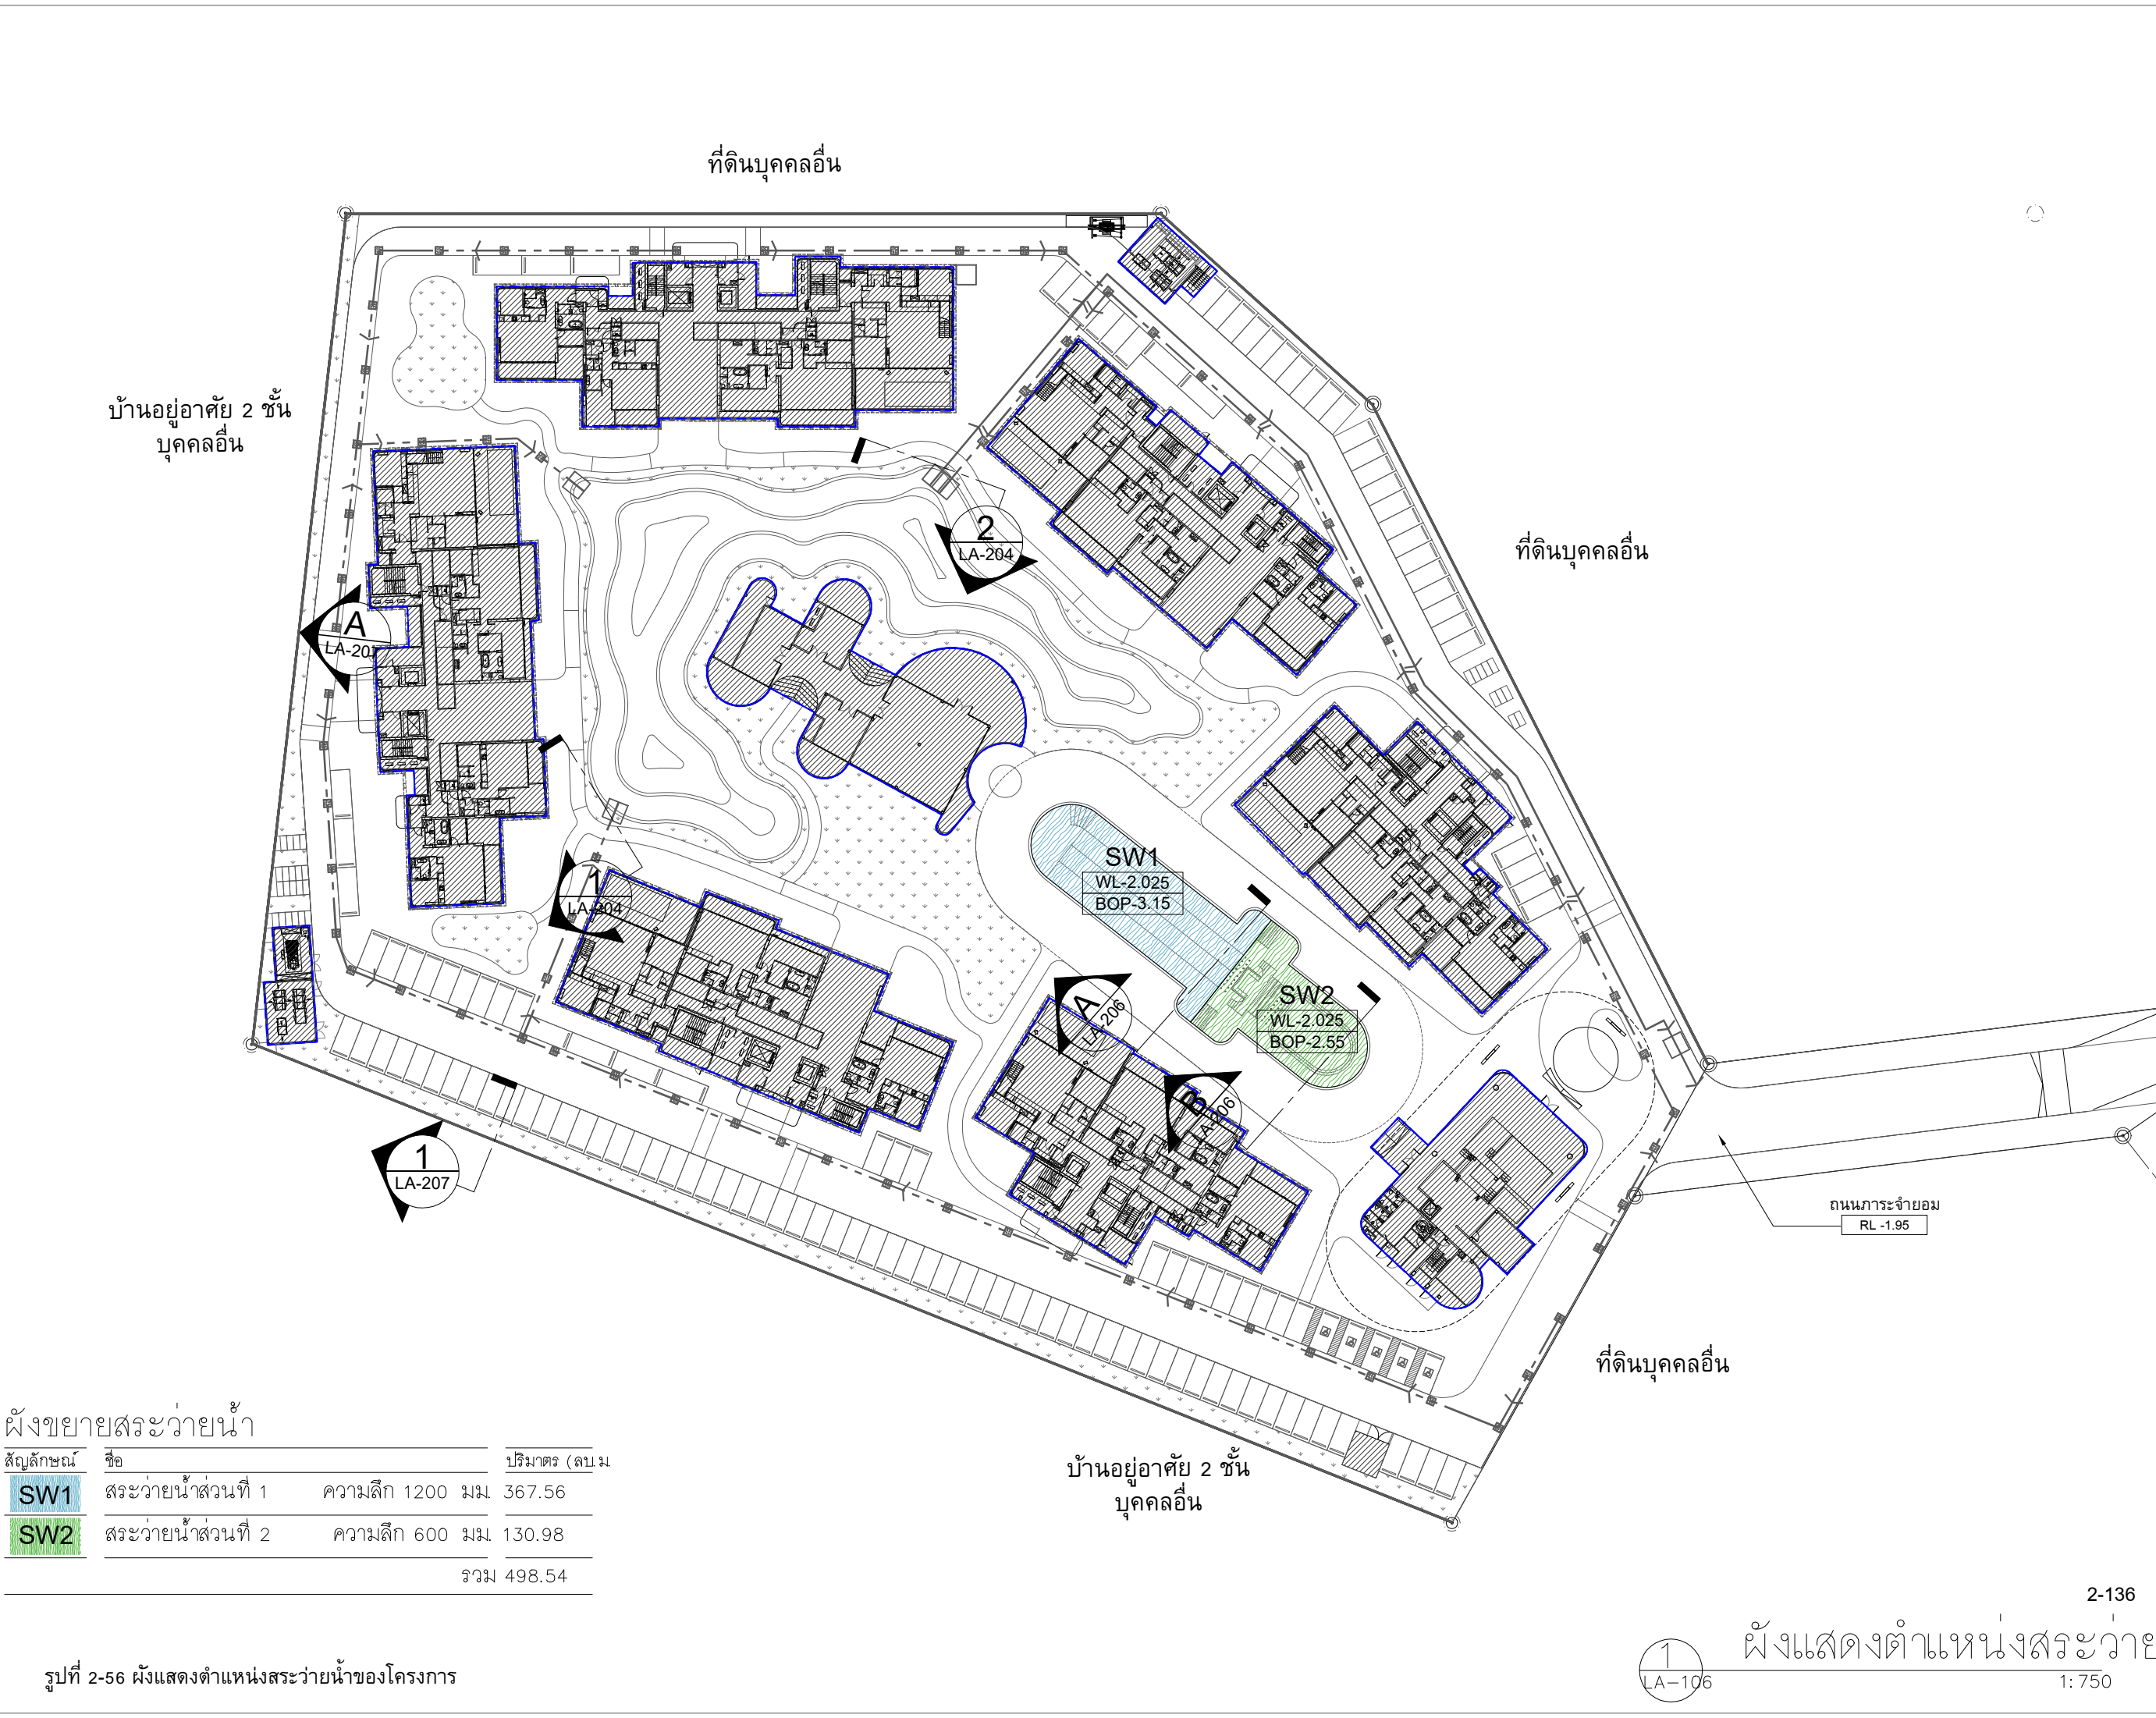 ที่ดินบุคคลอื่น
บ้านอยู่อาศัย 2 ชั้น
บุคคลอื่น
2
LA-204
ที่ดินบุคคลอื่น
A
LA-207
SW1
WL-2.025
BOP-3.15
1
LA-204
SW2
WL-2.025
BOP-2.55
A
LA-206
B
LA-206
1
LA-207
ถนนภาระจำยอม
RL -1.95
ที่ดินบุคคลอื่น
บ้านอยู่อาศัย 2 ชั้น
บุคคลอื่น
ผังขยายสระว่ายน้ำ
สัญลักษณ์ ชื่อ ปริมาตร (ลบ.ม
SW1 สระว่ายน้ำส่วนที่ 1 ความลึก 1200 มม. 367.56
SW2 สระว่ายน้ำส่วนที่ 2 ความลึก 600 มม. 130.98
รวม 498.54
2-136
1
LA-106
ผังแสดงตำแหน่งสระว่าย
1:750
รูปที่ 2-56 ผังแสดงตำแหน่งสระว่ายน้ำของโครงการ